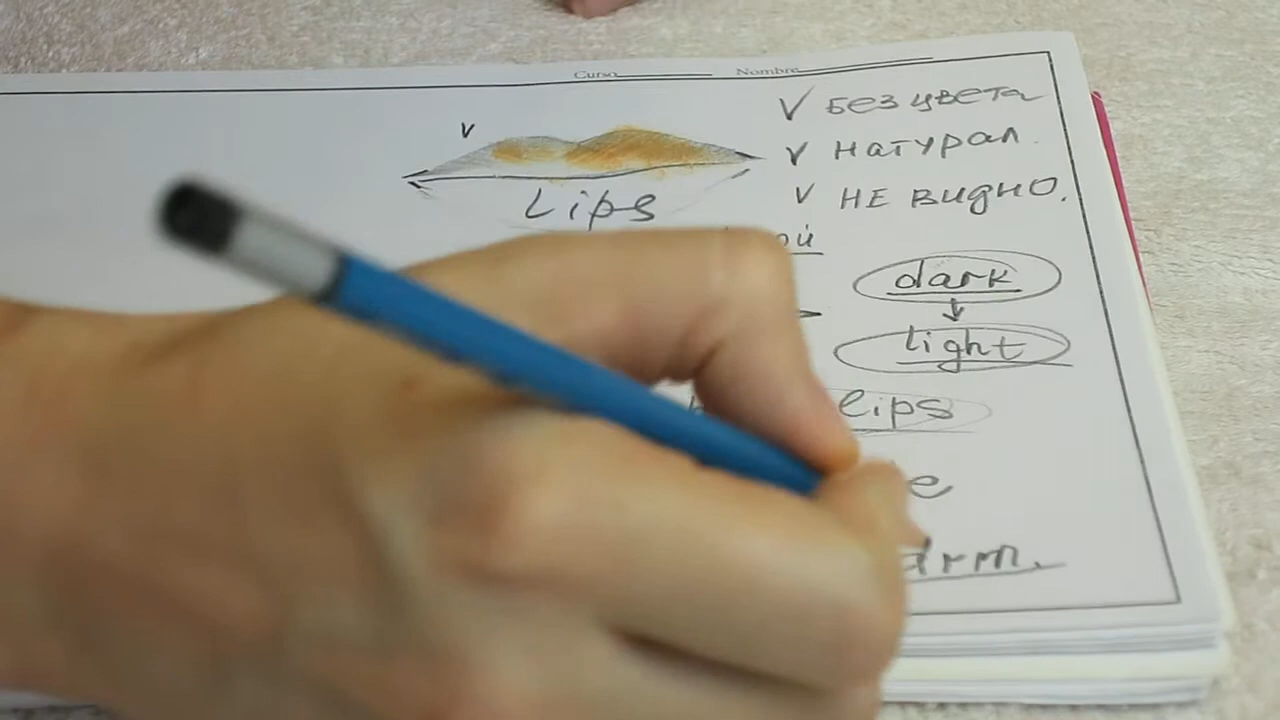 Curso Nombre
V без цвета
V натурал.
V не видно.
V
Lips
dark
light
lips